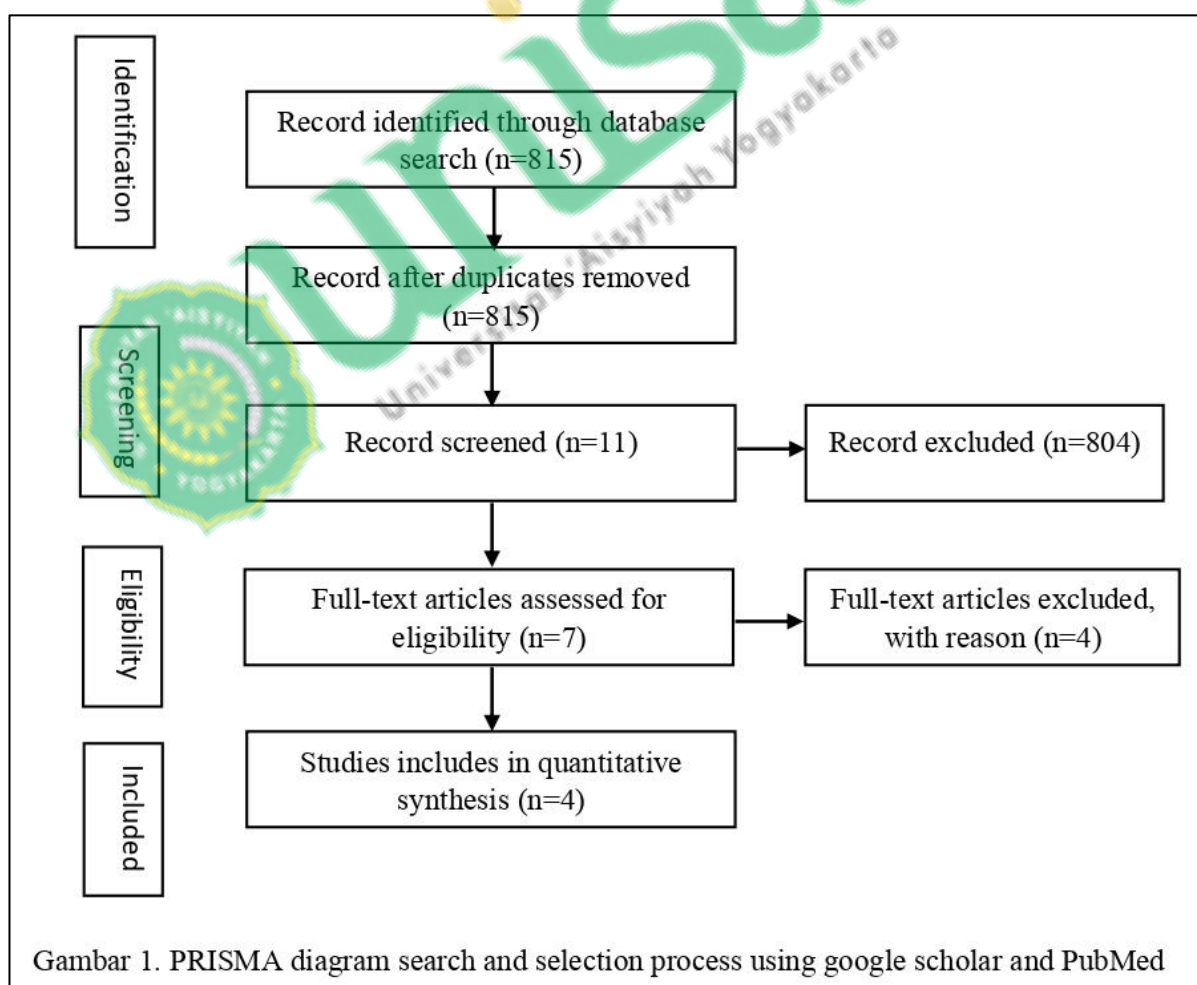 Identification
Record identified through database
search (n=815)
Record after duplicates removed
(n=815)
Screening
Record screened (n=11)
Record excluded (n=804)
Eligibility
Full-text articles assessed for
eligibility (n=7)
Full-text articles excluded,
with reason (n=4)
Included
Studies includes in quantitative
synthesis (n=4)
Universitas 'Aisyiyah Yogyakarta
Gambar 1. PRISMA diagram search and selection process using google scholar and PubMed